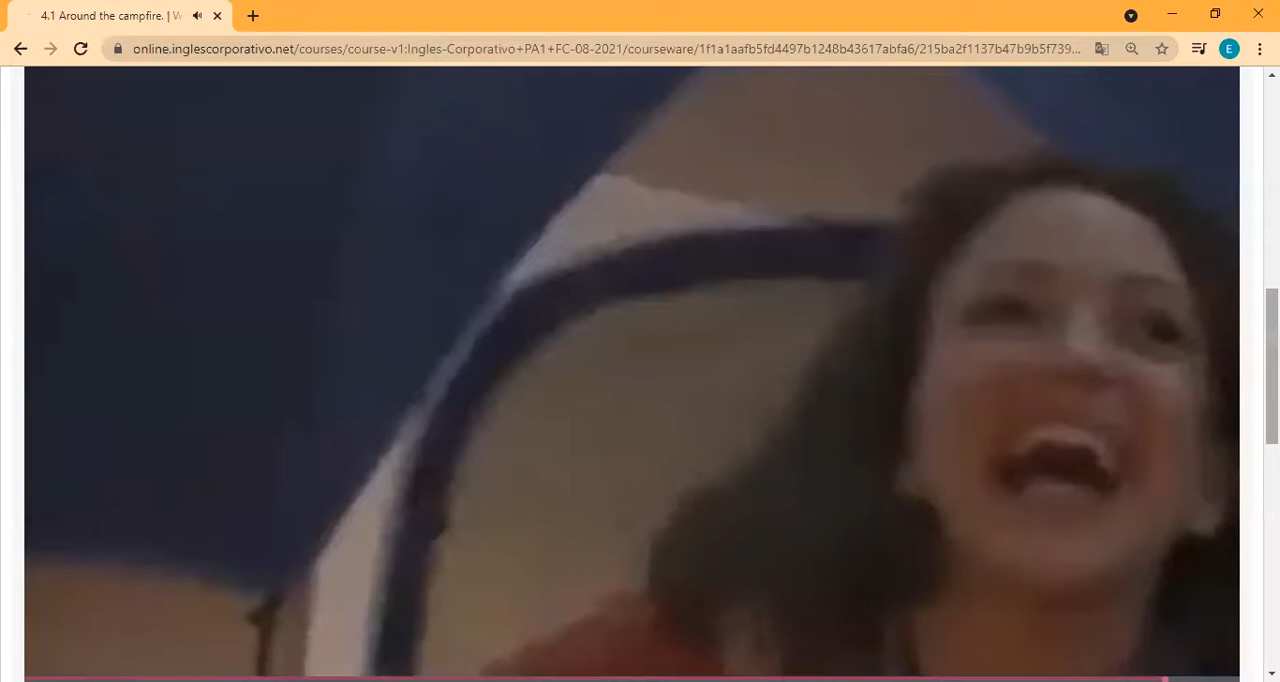 4.1 Around the campfire. |
online.inglescorporativo.net/courses/course-v1:Ingles-Corporativo+PA1+FC-08-2021/courseware/1f1a1aafb5fd4497b1248b43617abfa6/215ba2f1137b47b9b5f739...
E